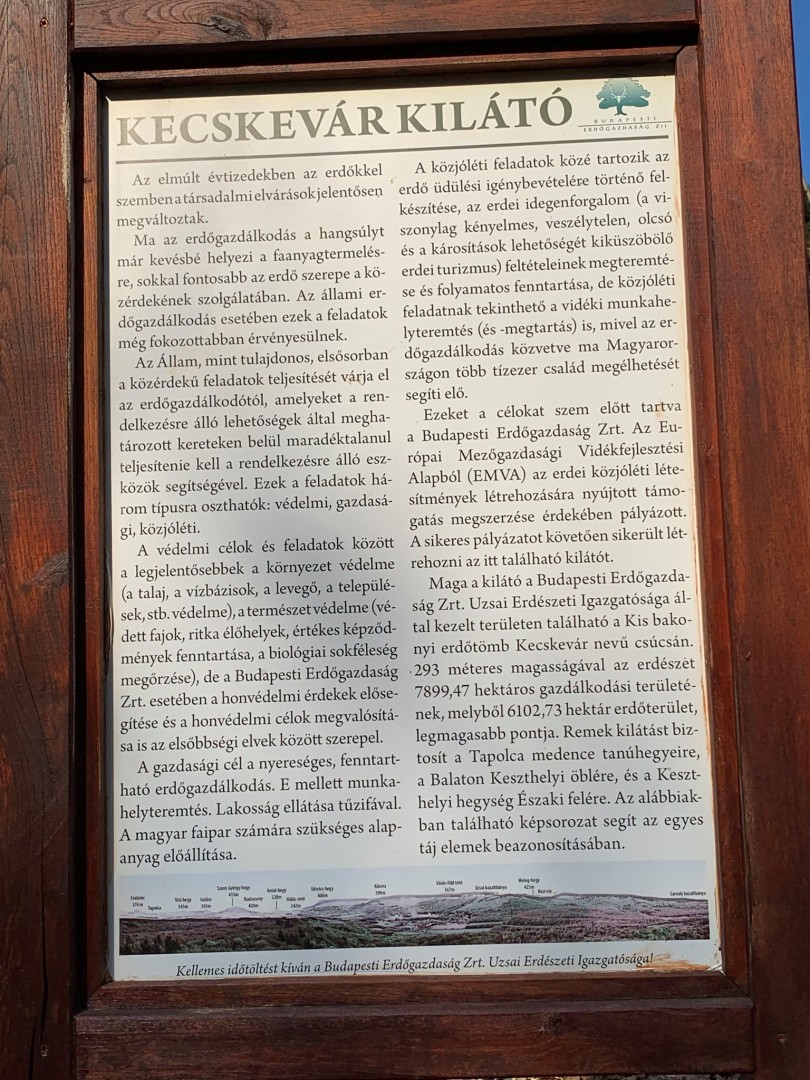 KECSKEVÁR KILÁTÓ
BUDAPESTI
ERDŐGAZDASÁG Zrt
Az elmúlt évtizedekben az erdőkkel
szemben a társadalmi elvárások jelentősen
megváltoztak.
Ma az erdőgazdálkodás a hangsúlyt
már kevésbé helyezi a faanyagtermelés-
re, sokkal fontosabb az erdő szerepe a kö-
zérdekének szolgálatában. Az állami er-
dőgazdálkodás esetében ezek a feladatok
még fokozottabban érvényesülnek.
Az Állam, mint tulajdonos, elsősorban
a közérdekű feladatok teljesítését várja el
az erdőgazdálkodótól, amelyeket a ren-
delkezésre álló lehetőségek által megha-
tározott kereteken belül maradéktalanul
teljesítenie kell a rendelkezésre álló esz-
közök segítségével. Ezek a feladatok há-
rom típusra oszthatók: védelmi, gazdasá-
gi, közjóléti.
A védelmi célok és feladatok között
a legjelentősebbek a környezet védelme
(a talaj, a vízbázisok, a levegő, a települé-
sek, stb. védelme), a természet védelme (vé-
dett fajok, ritka élőhelyek, értékes képződ-
mények fenntartása, a biológiai sokféleség
megőrzése), de a Budapesti Erdőgazdaság
Zrt. esetében a honvédelmi érdekek előse-
gítése és a honvédelmi célok megvalósítá-
sa is az elsőbbségi elvek között szerepel.
A gazdasági cél a nyereséges, fenntart-
ható erdőgazdálkodás. E mellett munka-
helyteremtés. Lakosság ellátása tűzifával.
A magyar faipar számára szükséges alap-
anyag előállítása.
A közjóléti feladatok közé tartozik az
erdő üdülési igénybevételére történő fel-
készítése, az erdei idegenforgalom (a vi-
szonylag kényelmes, veszélytelen, olcsó
és a károsítások lehetőségét kiküszöbölő
erdei turizmus) feltételeinek megteremté-
se és folyamatos fenntartása, de közjóléti
feladatnak tekinthető a vidéki munkahe-
lyteremtés (és -megtartás) is, mivel az er-
dőgazdálkodás közvetve ma Magyaror-
szágon több tízezer család megélhetését
segíti elő.
Ezeket a célokat szem előtt tartva
a Budapesti Erdőgazdaság Zrt. Az Eu-
rópai Mezőgazdasági Vidékfejlesztési
Alapból (EMVA) az erdei közjóléti léte-
sítmények létrehozására nyújtott támo-
gatás megszerzése érdekében pályázott.
A sikeres pályázatot követően sikerült lét-
rehozni az itt található kilátót.
Maga a kilátó a Budapesti Erdőgazda-
ság Zrt. Uzsai Erdészeti Igazgatósága ál-
tal kezelt területen található a Kis bako-
nyi erdőtömb Kecskevár nevű csúcsán.
293 méteres magasságával az erdészet
7899,47 hektáros gazdálkodási területé-
nek, melyből 6102,73 hektár erdőterület,
legmagasabb pontja. Remek kilátást biz-
tosít a Tapolca medence tanúhegyeire,
a Balaton Keszthelyi öblére, és a Keszt-
helyi hegység Északi felére. Az alábbiak-
ban található képsorozat segít az egyes
táj elemek beazonosításában.
Tapolca
Szent-György-hegy
415m
Badacsony
Kellemes időtöltést kíván a Budapesti Erdőgazdaság Zrt. Uzsai Erdészeti Igazgatósága!